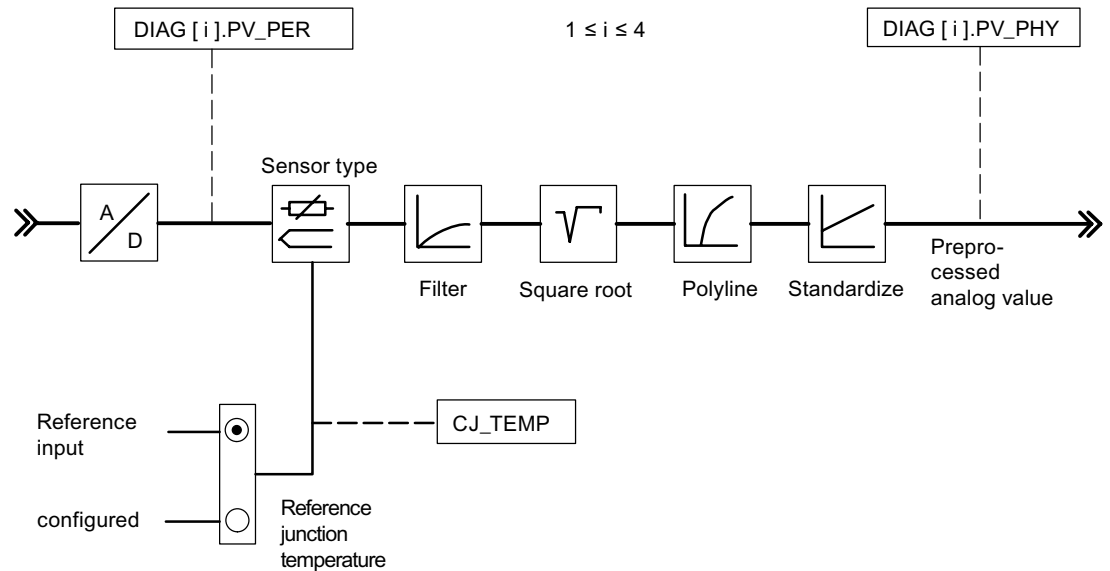 DIAG [ i ].PV_PER
1 ≤ i ≤ 4
DIAG [ i ].PV_PHY
Sensor type
A
D
Filter
Square root
Polyline
Standardize
Prepro-
cessed
analog value
Reference
input
CJ_TEMP
configured
Reference
junction
temperature